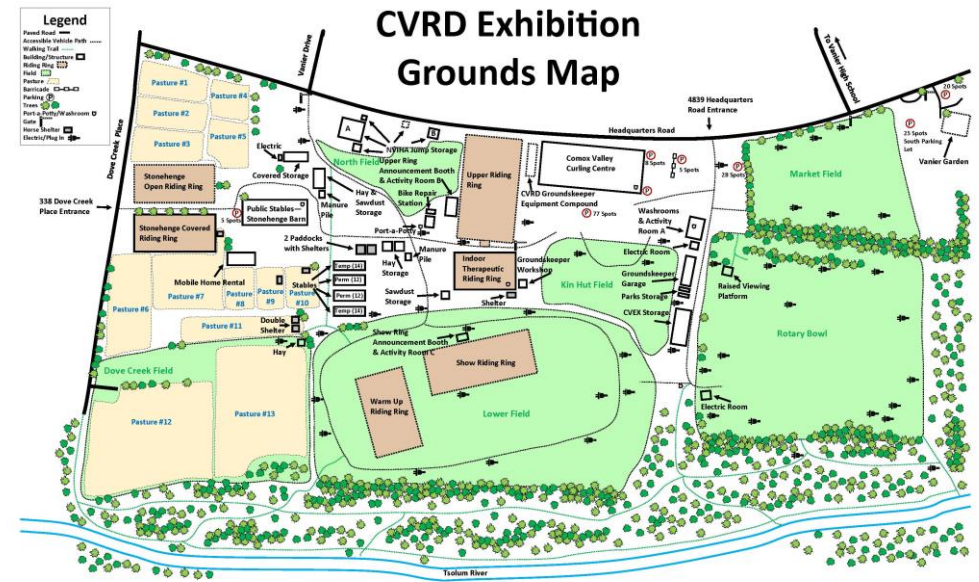 CVRD Exhibition
Grounds Map
Legend
Paved Road
Accessible Vehicle Path
Walking Trail
Building/Structure
Riding Ring
Field
Pasture
Barricade
Parking P
Trees
Port-a-Potty/Washroom
Gate
Horse Shelter
Electric/Plug In
Vanier Drive
To Vanier High School
4839 Headquarters
Road Entrance
Headquarters Road
Dove Creek Place
338 Dove Creek
Place Entrance
Pasture #1
Pasture #2
Pasture #3
Pasture #4
Pasture #5
Stonehenge
Open Riding Ring
Stonehenge Covered
Riding Ring
P
5 Spots
Electric
Covered Storage
Public Stables -
Stonehenge Barn
Hay &
Sawdust
Storage
Manure
Pile
A
B
NVIHA Jump Storage
North Field
Upper Ring
Announcement Booth
& Activity Room B
Bike Repair
Station
Port-a-Potty
Upper Riding
Ring
CVRD Groundskeeper
Equipment Compound
Comox Valley
Curling Centre
P
8 Spots
P
5 Spots
P
28 Spots
P
P
77 Spots
P
20 Spots
P
25 Spots
South Parking
Lot
Vanier Garden
Market Field
2 Paddocks
with Shelters
Hay
Storage
Manure
Pile
Indoor
Therapeutic
Riding Ring
Groundskeeper
Workshop
Sawdust
Storage
Shelter
Kin Hut Field
Washrooms &
Activity
Room A
Electric Room
Groundskeeper
Garage
Parks Storage
CVEX Storage
Raised Viewing
Platform
Rotary Bowl
Electric Room
Mobile Home Rental
Pasture #6
Pasture #7
Pasture
#8
Pasture
#9
Pasture
#10
Pasture #11
Stables
Temp (14)
Perm (12)
Perm (12)
Temp (14)
Double
Shelter
Hay
Dove Creek Field
Pasture #12
Pasture #13
Show Ring
Announcement Booth
& Activity Room C
Show Riding Ring
Warm Up
Riding Ring
Lower Field
Tsolum River